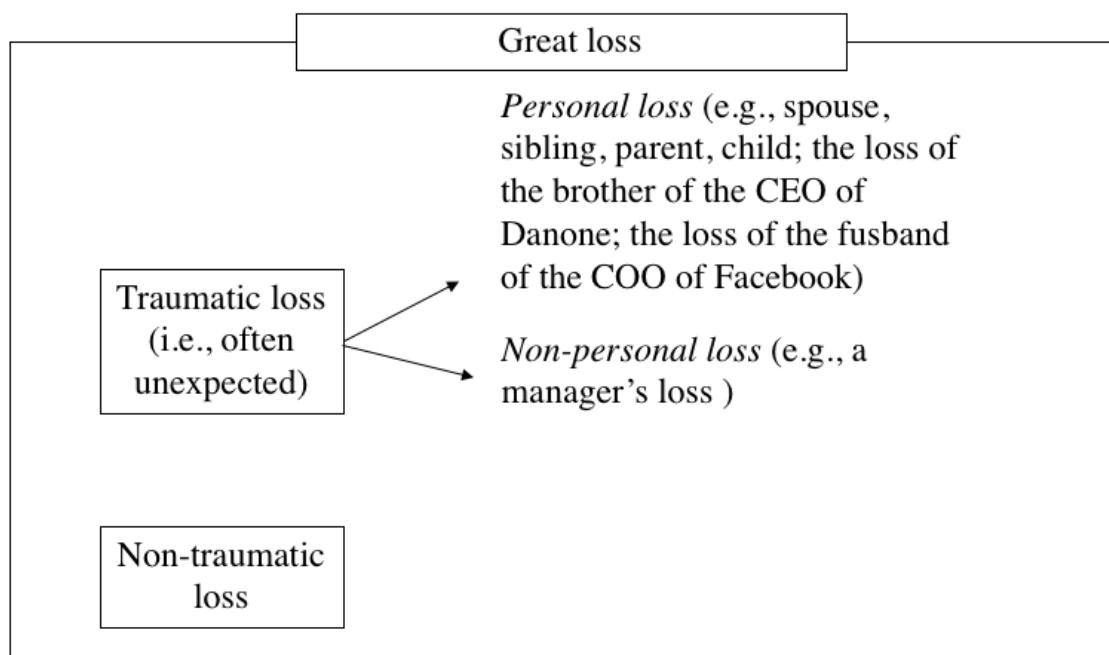 Great loss
Personal loss (e.g., spouse,
sibling, parent, child; the loss of
the brother of the CEO of
Danone; the loss of the fusband
of the COO of Facebook)
Traumatic loss
(i.e., often
unexpected)
Non-personal loss (e.g., a
manager’s loss )
Non-traumatic
loss